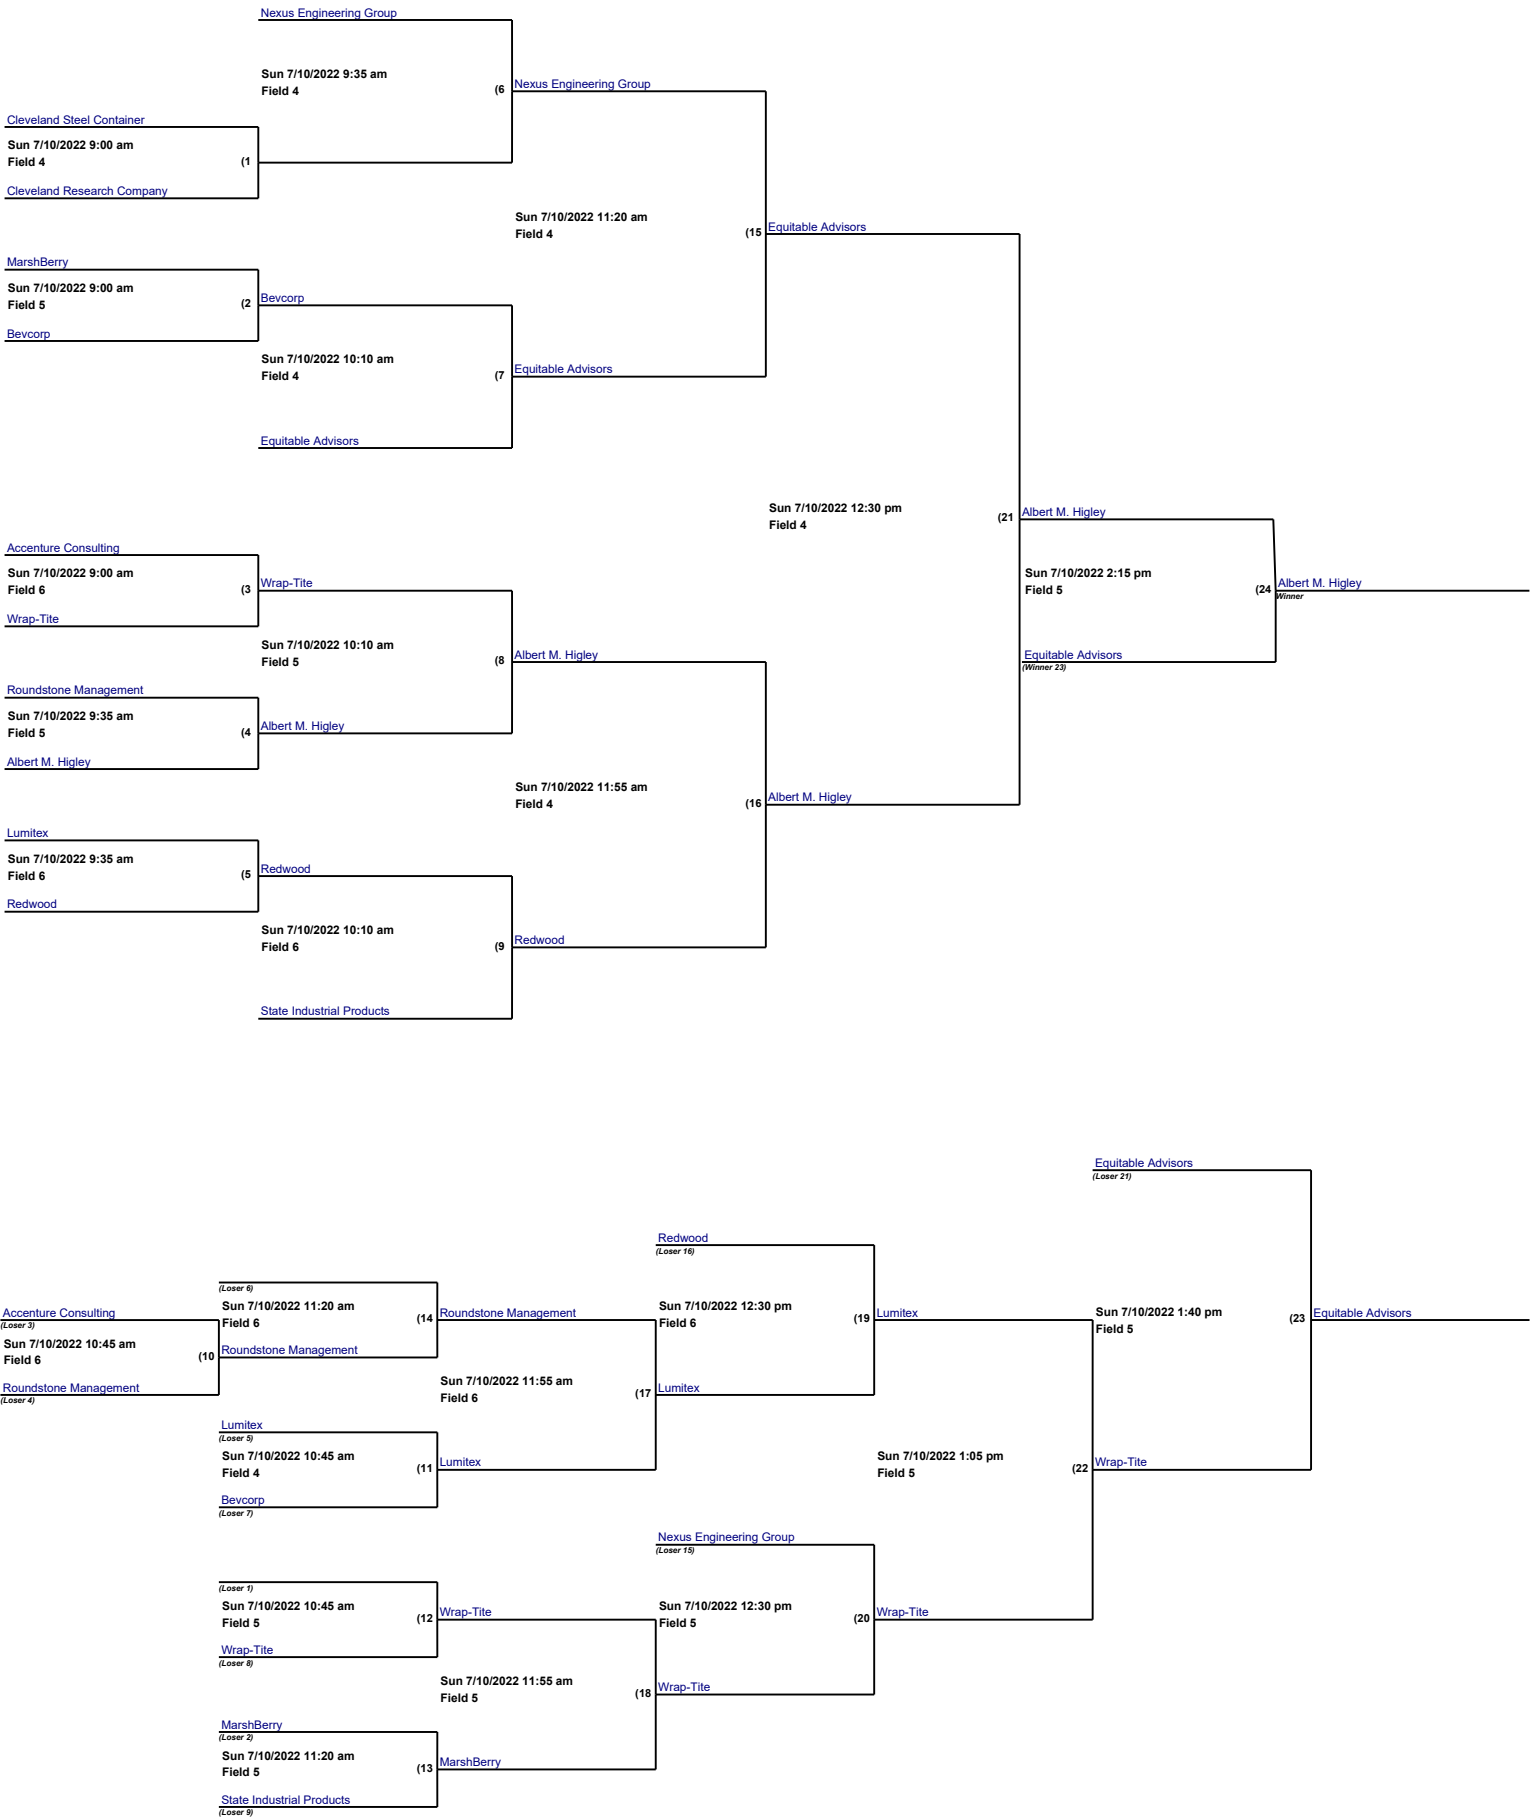 Nexus Engineering Group
Sun 7/10/2022 9:35 am
Field 4
(6
Nexus Engineering Group
Cleveland Steel Container
Sun 7/10/2022 9:00 am
Field 4
(1
Cleveland Research Company
Sun 7/10/2022 11:20 am
Field 4
(15
Equitable Advisors
MarshBerry
Sun 7/10/2022 9:00 am
Field 5
(2
Bevcorp
Bevcorp
Sun 7/10/2022 10:10 am
Field 4
(7
Equitable Advisors
Equitable Advisors
Sun 7/10/2022 12:30 pm
Field 4
(21
Albert M. Higley
Accenture Consulting
Sun 7/10/2022 9:00 am
Field 6
(3
Wrap-Tite
Wrap-Tite
Sun 7/10/2022 2:15 pm
Field 5
(24
Albert M. Higley
Winner
Sun 7/10/2022 10:10 am
Field 5
(8
Albert M. Higley
Equitable Advisors
(Winner 23)
Roundstone Management
Sun 7/10/2022 9:35 am
Field 5
(4
Albert M. Higley
Albert M. Higley
Sun 7/10/2022 11:55 am
Field 4
(16
Albert M. Higley
Lumitex
Sun 7/10/2022 9:35 am
Field 6
(5
Redwood
Redwood
Sun 7/10/2022 10:10 am
Field 6
(9
Redwood
State Industrial Products
Equitable Advisors
(Loser 21)
Redwood
(Loser 16)
(Loser 6)
Accenture Consulting
(Loser 3)
Sun 7/10/2022 11:20 am
Field 6
(14
Roundstone Management
Sun 7/10/2022 12:30 pm
Field 6
(19
Lumitex
Sun 7/10/2022 1:40 pm
Field 5
(23
Equitable Advisors
Sun 7/10/2022 10:45 am
Field 6
(10
Roundstone Management
Roundstone Management
(Loser 4)
Sun 7/10/2022 11:55 am
Field 6
(17
Lumitex
Lumitex
(Loser 5)
Sun 7/10/2022 10:45 am
Field 4
(11
Lumitex
Sun 7/10/2022 1:05 pm
Field 5
(22
Wrap-Tite
Bevcorp
(Loser 7)
Nexus Engineering Group
(Loser 15)
(Loser 1)
Sun 7/10/2022 10:45 am
Field 5
(12
Wrap-Tite
Sun 7/10/2022 12:30 pm
Field 5
(20
Wrap-Tite
Wrap-Tite
(Loser 8)
Sun 7/10/2022 11:55 am
Field 5
(18
Wrap-Tite
MarshBerry
(Loser 2)
Sun 7/10/2022 11:20 am
Field 5
(13
MarshBerry
State Industrial Products
(Loser 9)